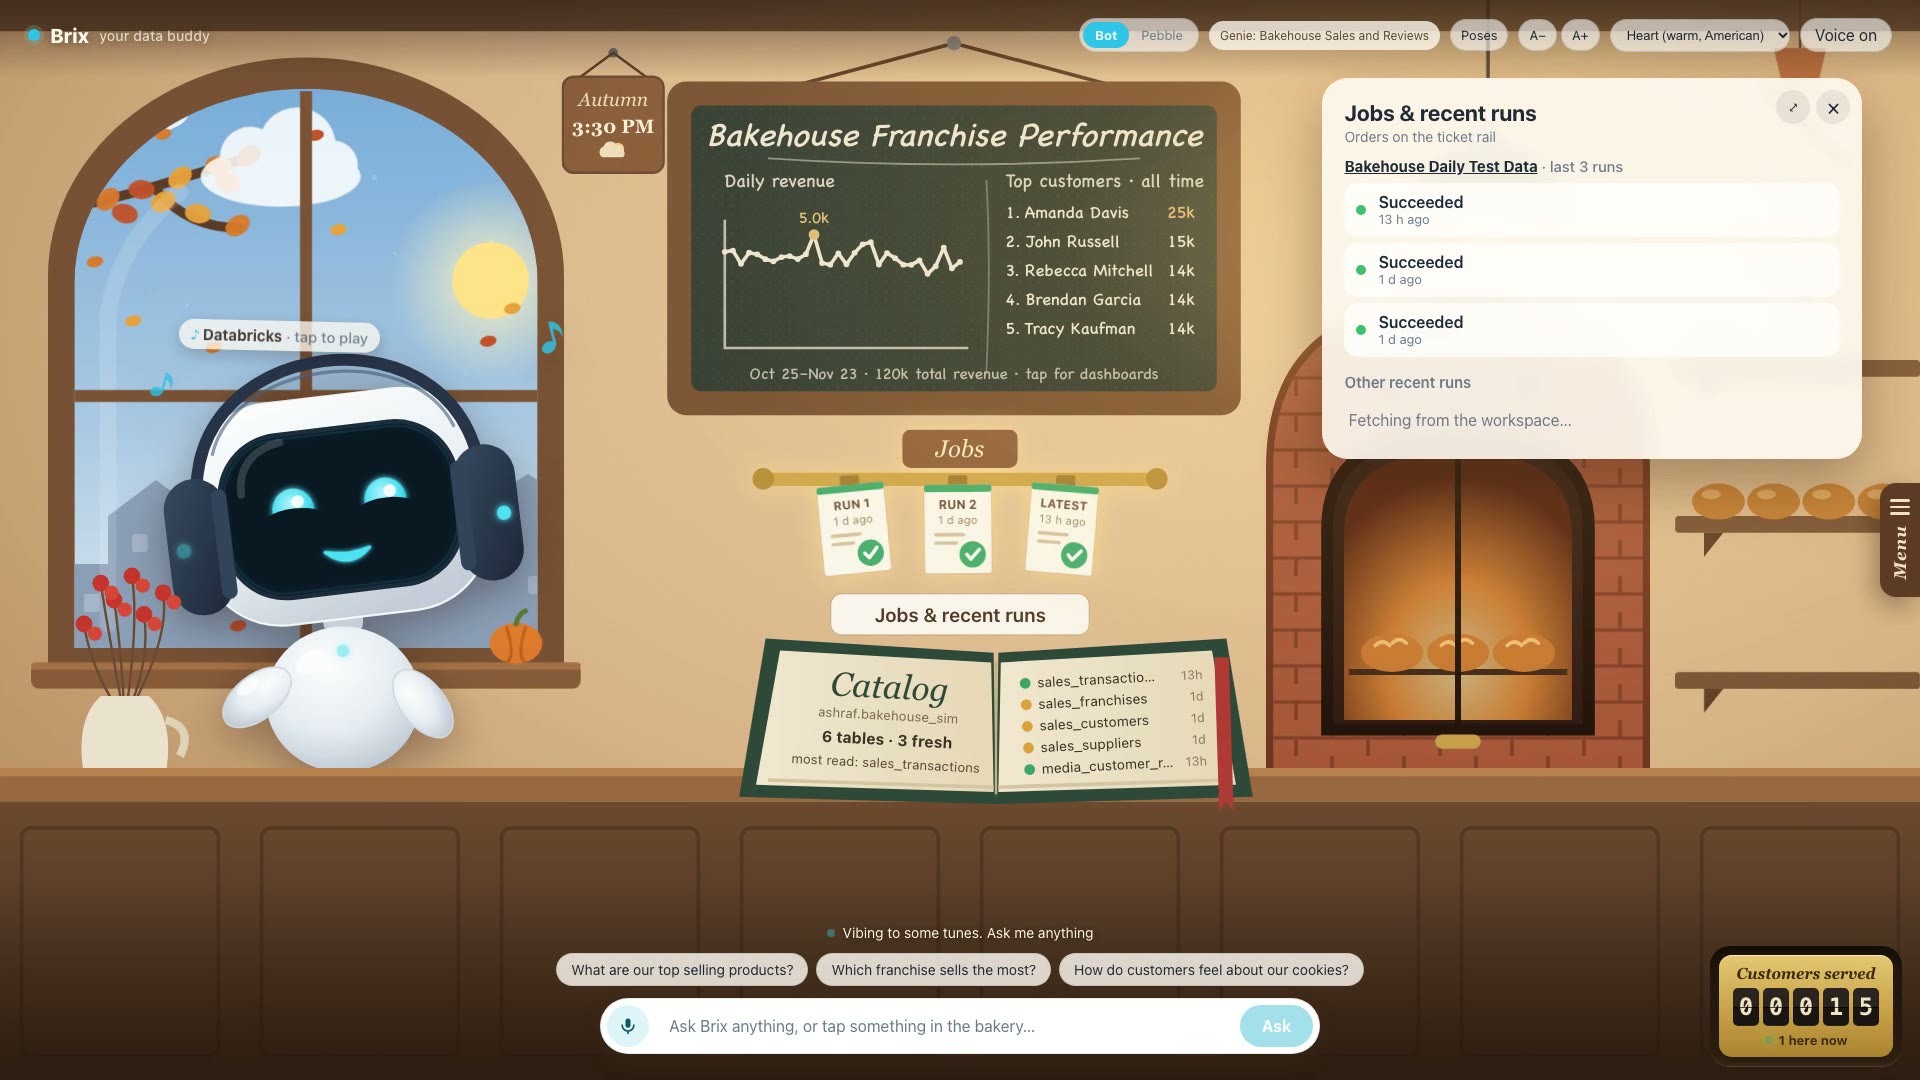 Brix your data buddy
Bot Pebble
Genie: Bakehouse Sales and Reviews
Poses
A−
A+
Heart (warm, American)
Voice on
Autumn
3:30 PM
Bakehouse Franchise Performance
Daily revenue
5.0k
Top customers · all time
1. Amanda Davis 25k
2. John Russell 15k
3. Rebecca Mitchell 14k
4. Brendan Garcia 14k
5. Tracy Kaufman 14k
Oct 25–Nov 23 · 120k total revenue · tap for dashboards
Jobs & recent runs
Orders on the ticket rail
Bakehouse Daily Test Data · last 3 runs
Succeeded
13 h ago
Succeeded
1 d ago
Succeeded
1 d ago
Other recent runs
Fetching from the workspace...
♪ Databricks · tap to play
Jobs
RUN 1
1 d ago
RUN 2
1 d ago
LATEST
13 h ago
Jobs & recent runs
Menu
Catalog
ashraf.bakehouse_sim
6 tables · 3 fresh
most read: sales_transactions
sales_transactio... 13h
sales_franchises 1d
sales_customers 1d
sales_suppliers 1d
media_customer_r... 13h
Vibing to some tunes. Ask me anything
What are our top selling products?
Which franchise sells the most?
How do customers feel about our cookies?
Ask Brix anything, or tap something in the bakery...
Ask
Customers served
0 0 0 1 5
1 here now